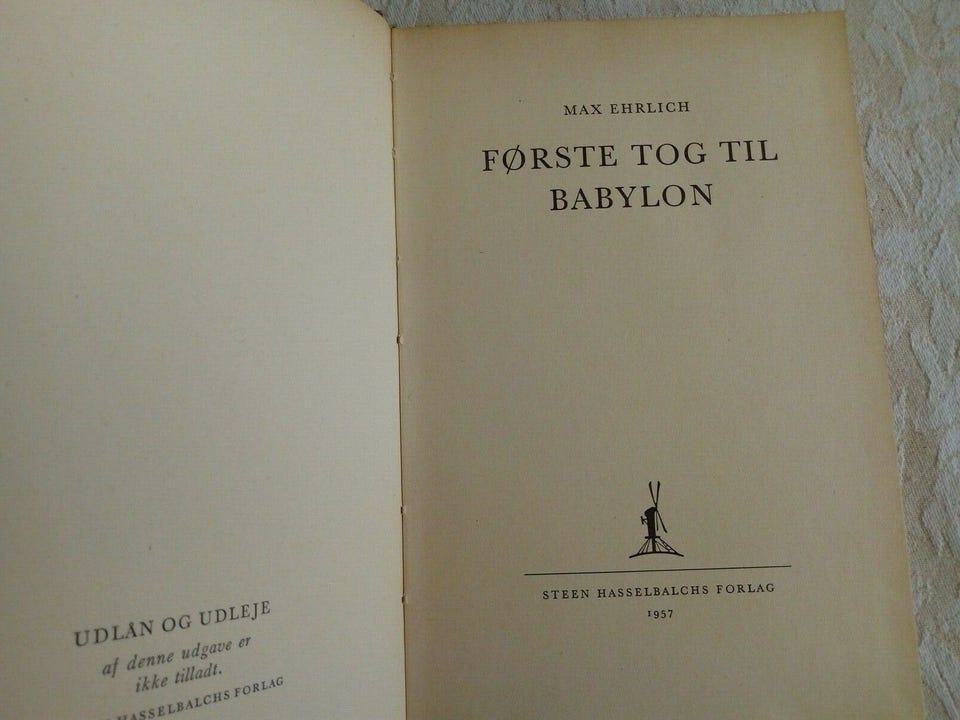 UDLÅN OG UDLEJE
af denne udgave er
ikke tilladt.
HASSELBALCHS FORLAG
MAX EHRLICH
FØRSTE TOG TIL
BABYLON
STEEN HASSELBALCHS FORLAG
1957